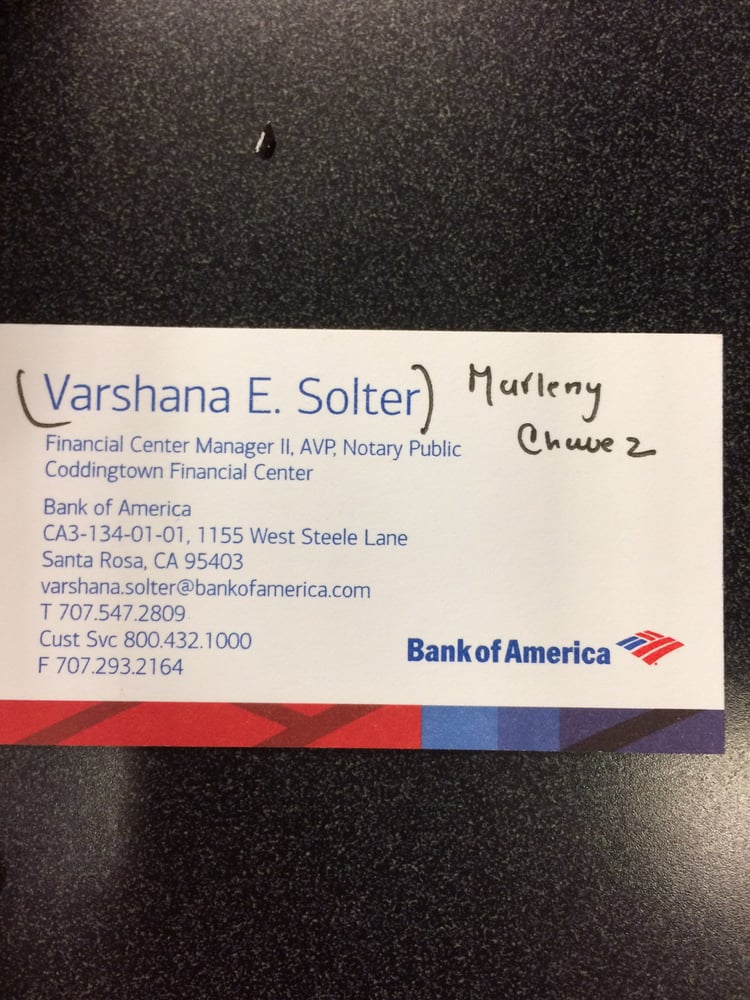 (Varshana E. Solter)
Marleny
Chavez
Financial Center Manager II, AVP, Notary Public
Coddingtown Financial Center
Bank of America
CA3-134-01-01, 1155 West Steele Lane
Santa Rosa, CA 95403
varshana.solter@bankofamerica.com
T 707.547.2809
Cust Svc 800.432.1000
F 707.293.2164
Bank of America